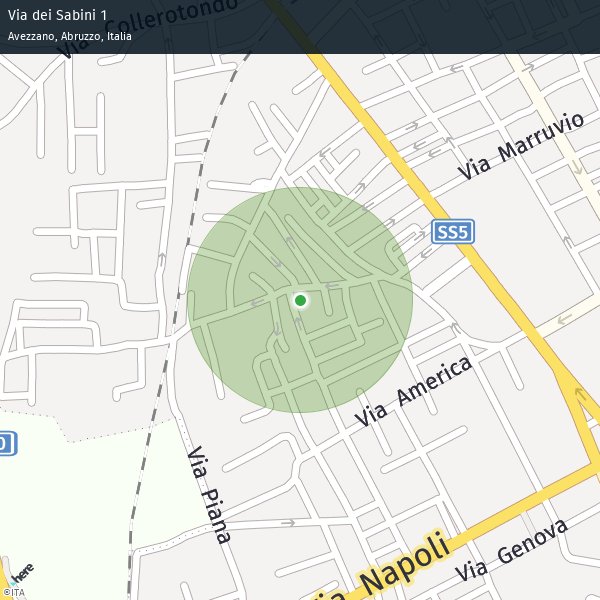 Via dei Sabini 1
Avezzano, Abruzzo, Italia
Via Collerotondo
Via Marruvio
SS5
Via America
Via Piana
Via Napoli
Via Genova
here
©ITA